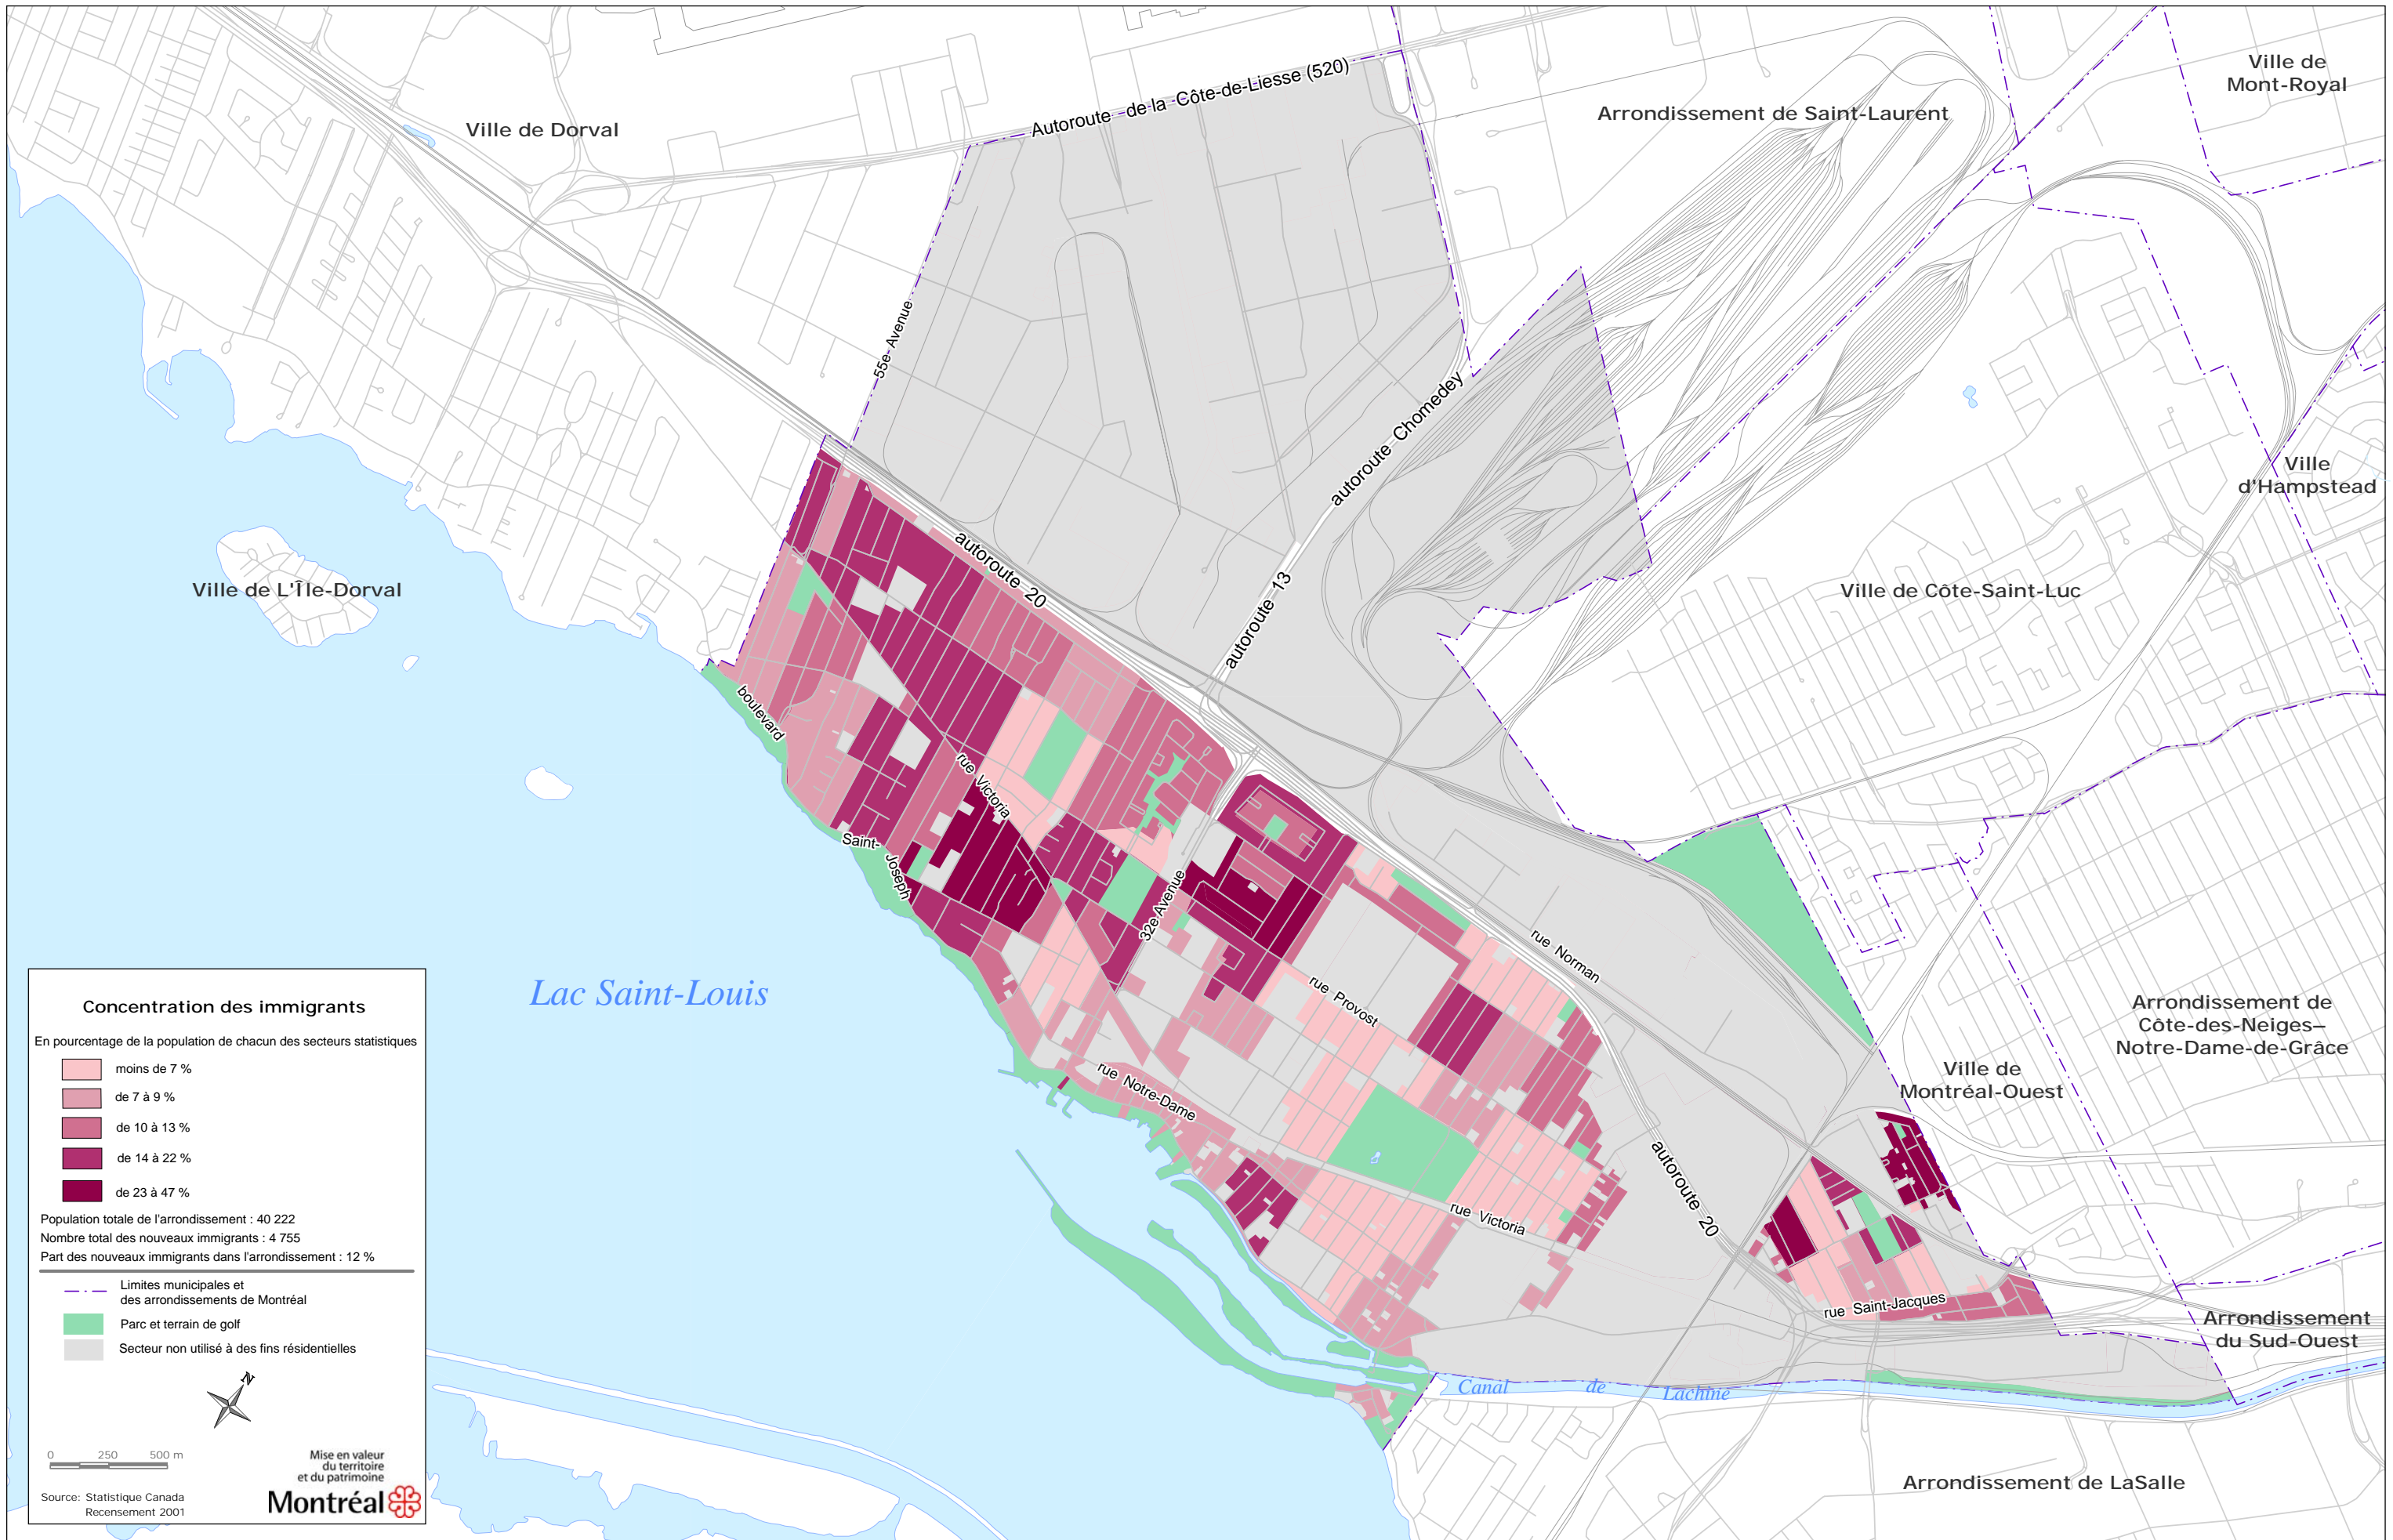 Ville de
Mont-Royal
Autoroute de la Côte-de-Liesse (520)
Arrondissement de Saint-Laurent
Ville de Dorval
55e Avenue
autoroute Chomedey
Ville
d'Hampstead
autoroute 20
autoroute 13
Ville de L'Île-Dorval
Ville de Côte-Saint-Luc
boulevard
Saint-
Joseph
rue Victoria
32e Avenue
rue Norman
rue Provost
Lac Saint-Louis
Arrondissement de
Côte-des-Neiges–
Notre-Dame-de-Grâce
Ville de
Montréal-Ouest
rue Notre-Dame
autoroute 20
rue Victoria
rue Saint-Jacques
Arrondissement
du Sud-Ouest
Canal de Lachine
Arrondissement de LaSalle
Concentration des immigrants
En pourcentage de la population de chacun des secteurs statistiques
moins de 7 %
de 7 à 9 %
de 10 à 13 %
de 14 à 22 %
de 23 à 47 %
Population totale de l'arrondissement : 40 222
Nombre total des nouveaux immigrants : 4 755
Part des nouveaux immigrants dans l'arrondissement : 12 %
Limites municipales et
des arrondissements de Montréal
Parc et terrain de golf
Secteur non utilisé à des fins résidentielles
N
0 250 500 m
Mise en valeur
du territoire
et du patrimoine
Montréal
Source: Statistique Canada
Recensement 2001